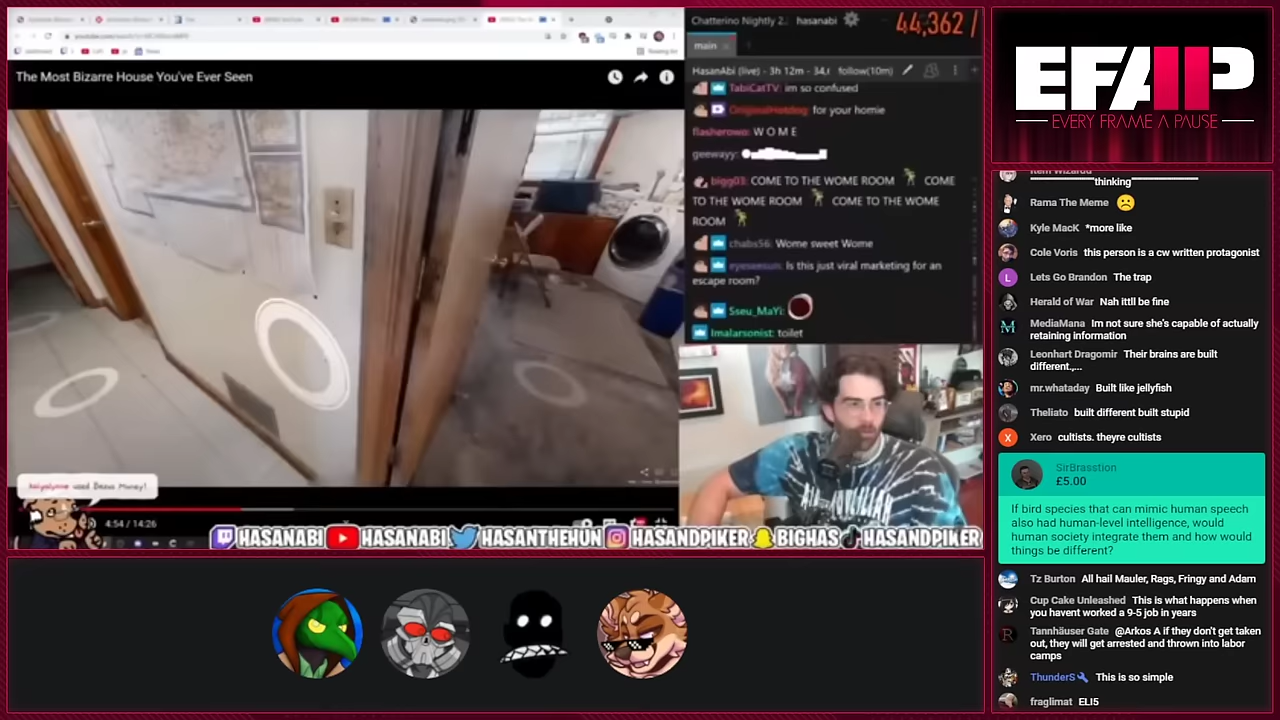 Chatterino Nightly 2.
hasanabi
44,362 /
main
The Most Bizarre House You've Ever Seen
HasanAbi (live) - 3h 12m - 34,
follow(10m)
TabiCatTV: im so confused
for your homie
flasherowo: W O M E
geewayy:
bigg03: COME TO THE WOME ROOM COME
TO THE WOME ROOM COME TO THE WOME
ROOM
chabs56: Wome sweet Wome
eyeseesun: Is this just viral marketing for an
escape room?
Sseu_MaYi:
lmalarsonist: toilet
4:54 / 14:26
HASANABI HASANABI HASANTHEHUN HASANDPIKER BIGHAS HASANDPIKER
EFAP
EVERY FRAME A PAUSE
thinking
Rama The Meme
Kyle MacK *more like
Cole Voris this person is a cw written protagonist
L Lets Go Brandon The trap
Herald of War Nah ittll be fine
MediaMana Im not sure she's capable of actually
retaining information
Leonhart Dragomir Their brains are built
different.,...
mr.whataday Built like jellyfish
Theliato built different built stupid
X Xero cultists. theyre cultists
SirBrasstion
£5.00
If bird species that can mimic human speech
also had human-level intelligence, would
human society integrate them and how would
things be different?
Tz Burton All hail Mauler, Rags, Fringy and Adam
Cup Cake Unleashed This is what happens when
you havent worked a 9-5 job in years
R Tannhäuser Gate @Arkos A if they don't get taken
out, they will get arrested and thrown into labor
camps
ThunderS This is so simple
fraglimat ELI5